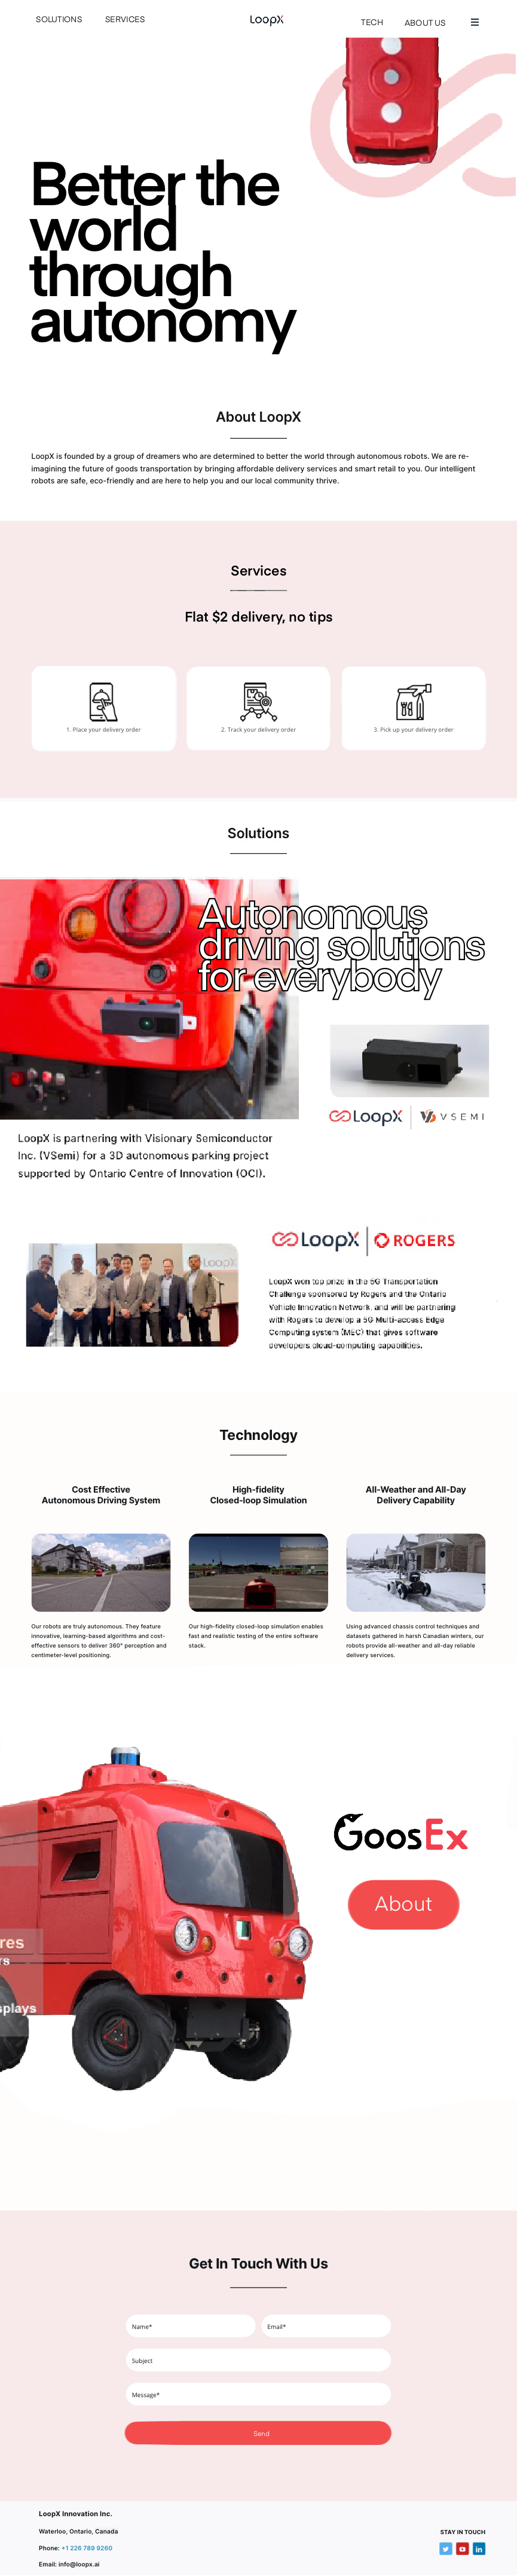 SOLUTIONS
SERVICES
LoopX
TECH
ABOUT US
Better the
world
through
autonomy
About LoopX
LoopX is founded by a group of dreamers who are determined to better the world through autonomous robots. We are re-
imagining the future of goods transportation by bringing affordable delivery services and smart retail to you. Our intelligent
robots are safe, eco-friendly and are here to help you and our local community thrive.
Services
Flat $2 delivery, no tips
1. Place your delivery order
2. Track your delivery order
3. Pick up your delivery order
Solutions
Autonomous
driving solutions
for everybody
LoopX | VSEMI
LoopX is partnering with Visionary Semiconductor
Inc. (VSemi) for a 3D autonomous parking project
supported by Ontario Centre of Innovation (OCI).
LoopX | ROGERS
LoopX
LoopX won top prize in the 5G Transportation
Challenge sponsored by Rogers and the Ontario
Vehicle Innovation Network, and will be partnering
with Rogers to develop a 5G Multi-access Edge
Computing system (MEC) that gives software
developers cloud-computing capabilities.
Technology
Cost Effective
Autonomous Driving System
High-fidelity
Closed-loop Simulation
All-Weather and All-Day
Delivery Capability
Our robots are truly autonomous. They feature
innovative, learning-based algorithms and cost-
effective sensors to deliver 360° perception and
centimeter-level positioning.
Our high-fidelity closed-loop simulation enables
fast and realistic testing of the entire software
stack.
Using advanced chassis control techniques and
datasets gathered in harsh Canadian winters, our
robots provide all-weather and all-day reliable
delivery services.
GoosEx
About
res
rs
splays
Get In Touch With Us
Name*
Email*
Subject
Message*
Send
LoopX Innovation Inc.
Waterloo, Ontario, Canada
Phone: +1 226 789 9260
Email: info@loopx.ai
STAY IN TOUCH